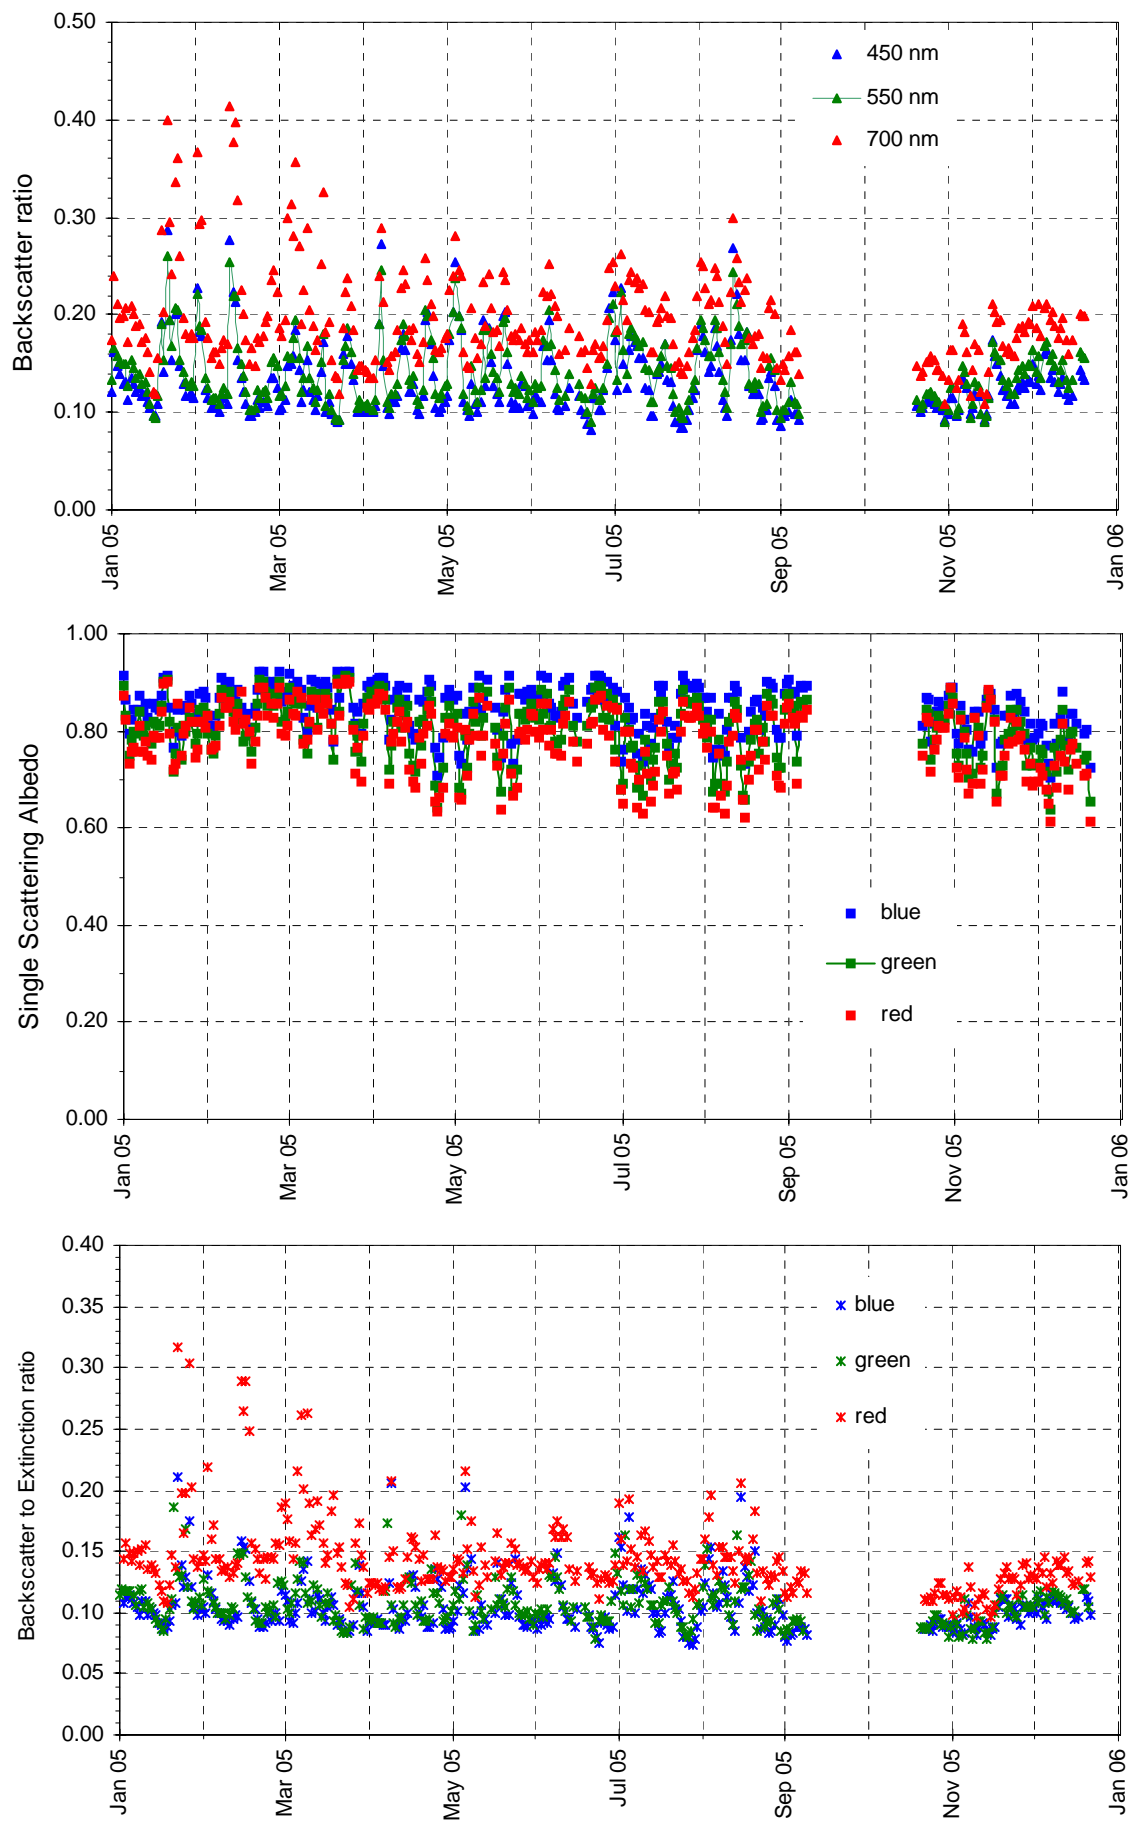 0.50
0.40
0.30
0.20
0.10
0.00
Backscatter ratio
450 nm
550 nm
700 nm
Jan 05
Mar 05
May 05
Jul 05
Sep 05
Nov 05
Jan 06
1.00
0.80
0.60
0.40
0.20
0.00
Single Scattering Albedo
blue
green
red
Jan 05
Mar 05
May 05
Jul 05
Sep 05
Nov 05
Jan 06
0.40
0.35
0.30
0.25
0.20
0.15
0.10
0.05
0.00
Backscatter to Extinction ratio
blue
green
red
Jan 05
Mar 05
May 05
Jul 05
Sep 05
Nov 05
Jan 06